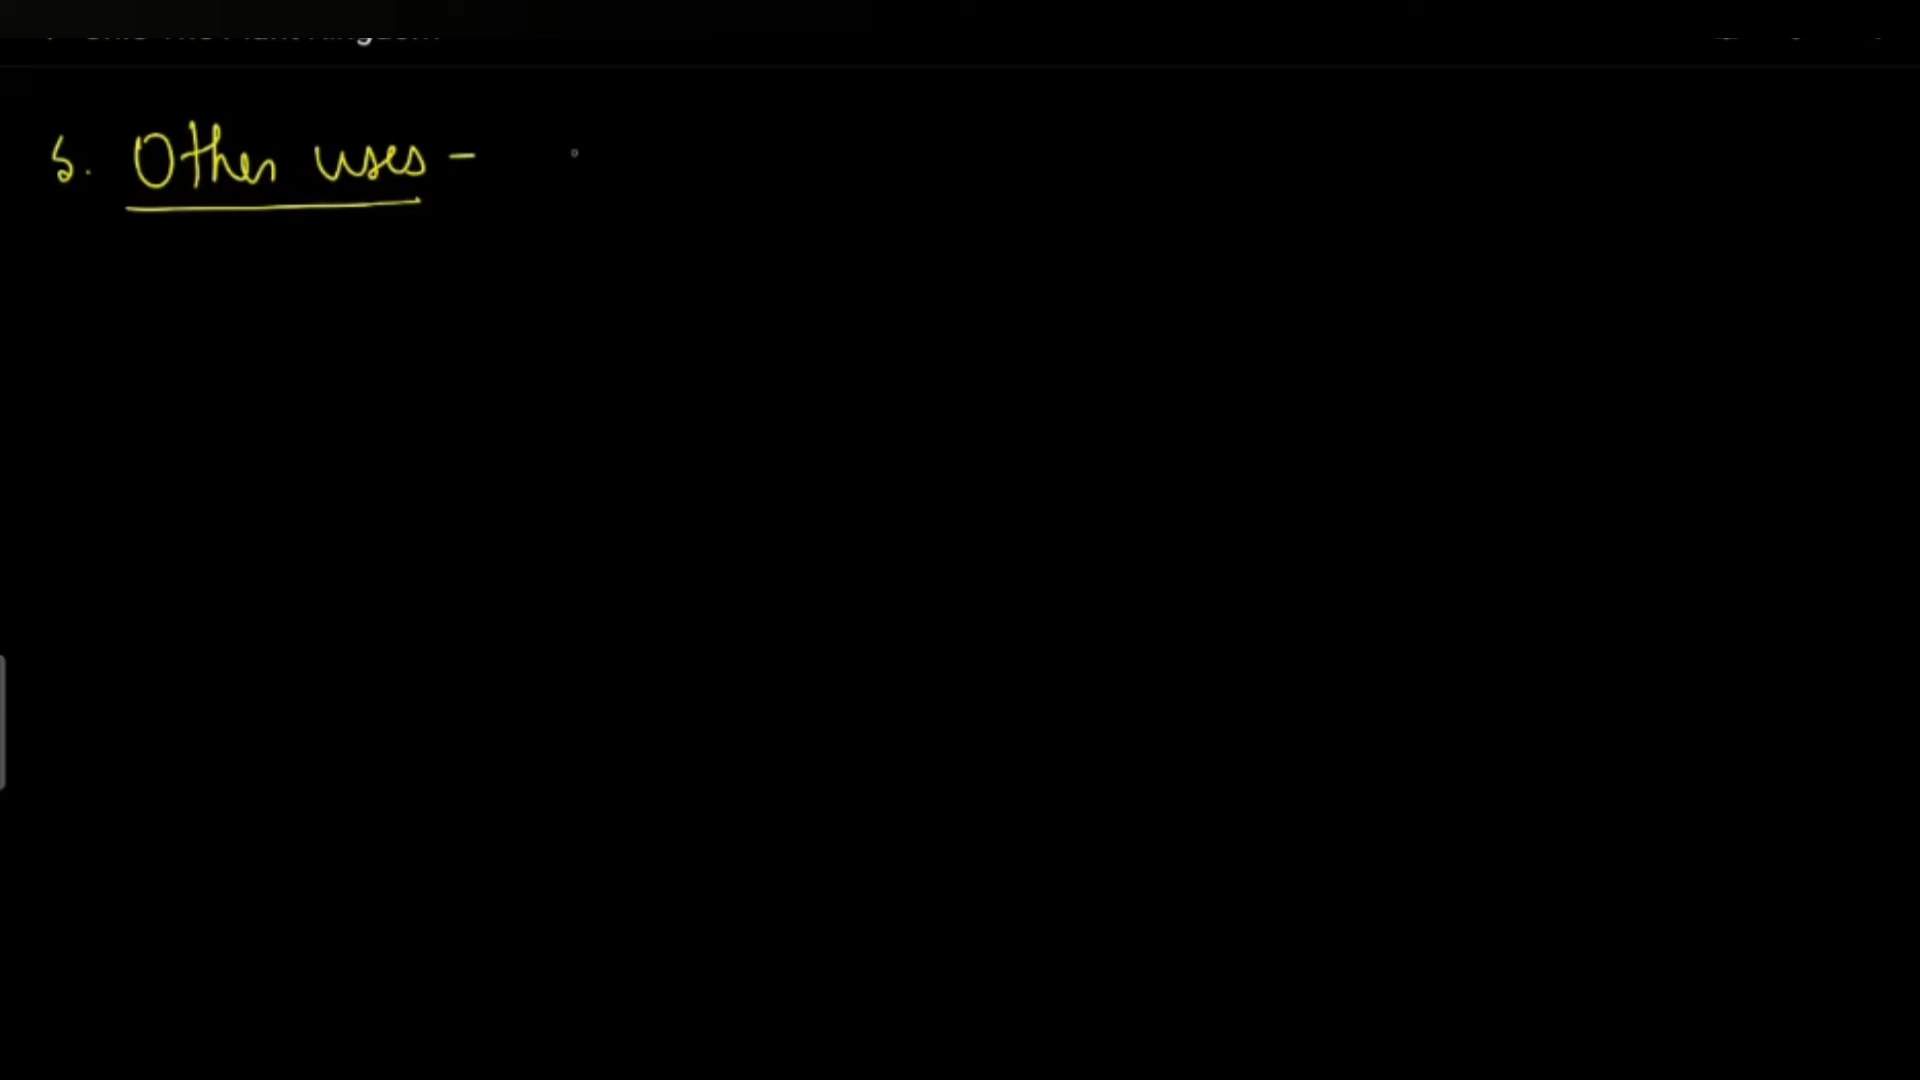 5. Other uses -